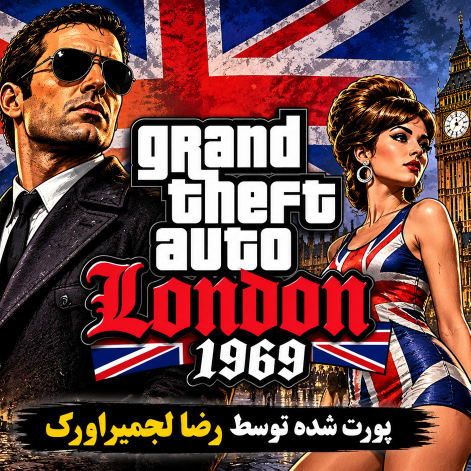 grand
theft
auto
London
1969
پورت شده توسط رضا لجمیراورک